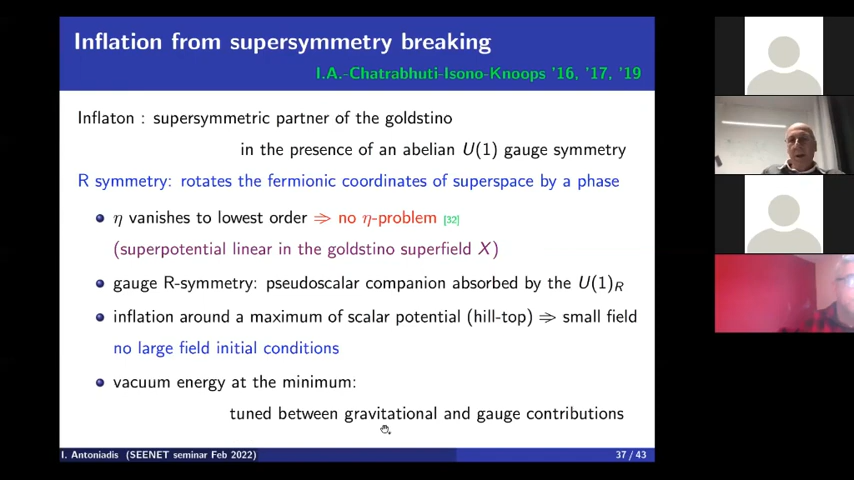 Inflation from supersymmetry breaking
I.A.-Chatrabhuti-Isono-Knoops '16, '17, '19
Inflaton : supersymmetric partner of the goldstino
in the presence of an abelian U(1) gauge symmetry
R symmetry: rotates the fermionic coordinates of superspace by a phase
• η vanishes to lowest order ⇒ no η-problem [32]
(superpotential linear in the goldstino superfield X)
• gauge R-symmetry: pseudoscalar companion absorbed by the U(1)_R
• inflation around a maximum of scalar potential (hill-top) ⇒ small field
no large field initial conditions
• vacuum energy at the minimum:
tuned between gravitational and gauge contributions
I. Antoniadis (SEENET seminar Feb 2022) 37 / 43